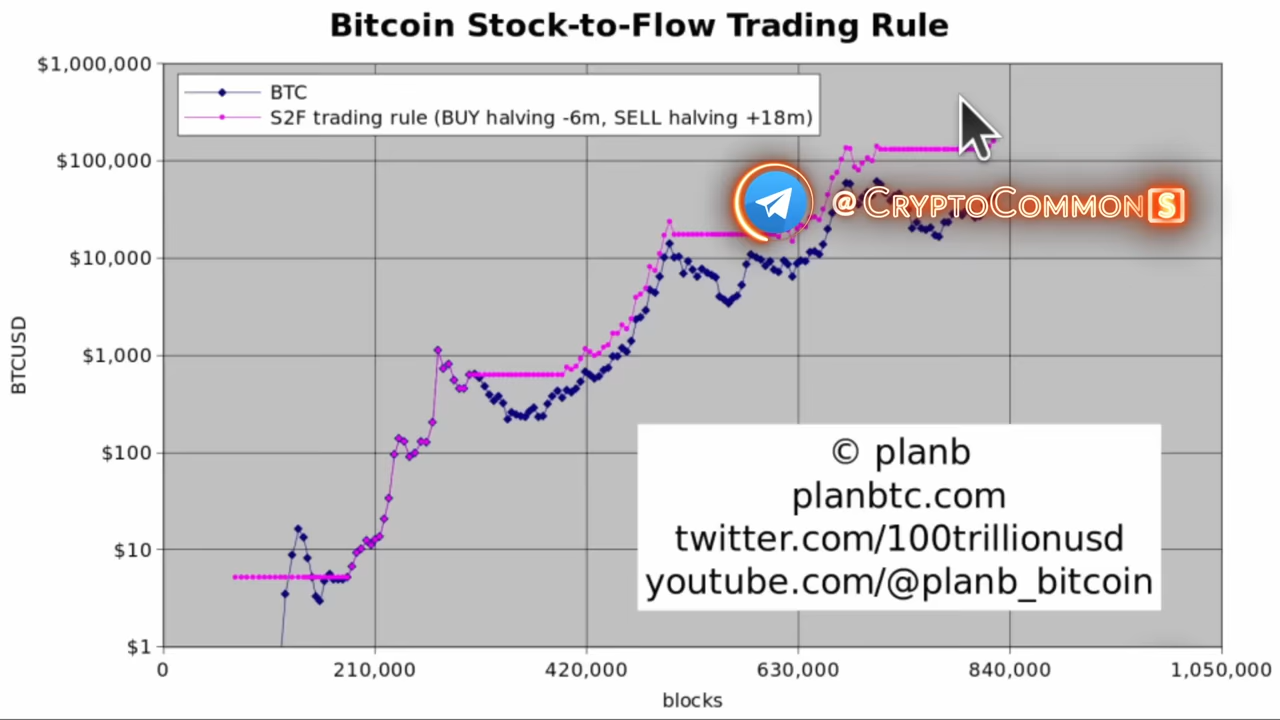 Bitcoin Stock-to-Flow Trading Rule
$1,000,000
BTC
S2F trading rule (BUY halving -6m, SELL halving +18m)
$100,000
@CRYPTOCOMMONS
$10,000
BTCUSD
$1,000
$100
© planb
planbtc.com
twitter.com/100trillionusd
youtube.com/@planb_bitcoin
$10
$1
0
210,000
420,000
630,000
840,000
1,050,000
blocks